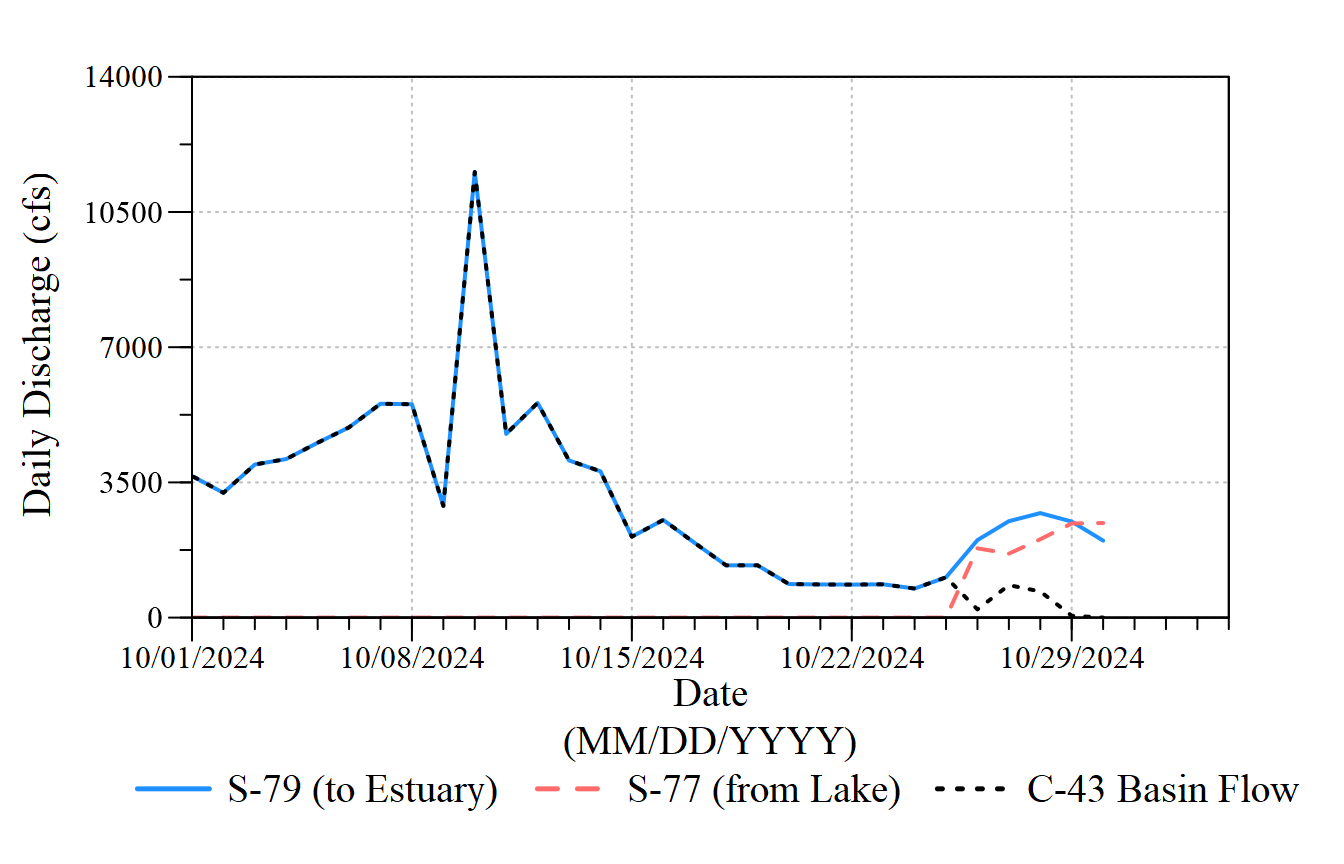 14000
10500
7000
3500
0
Daily Discharge (cfs)
10/01/2024 10/08/2024 10/15/2024 10/22/2024 10/29/2024
Date
(MM/DD/YYYY)
S-79 (to Estuary) S-77 (from Lake) C-43 Basin Flow